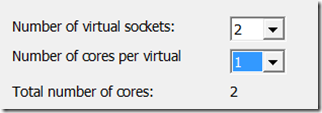 Number of virtual sockets: 2
Number of cores per virtual 1
Total number of cores: 2